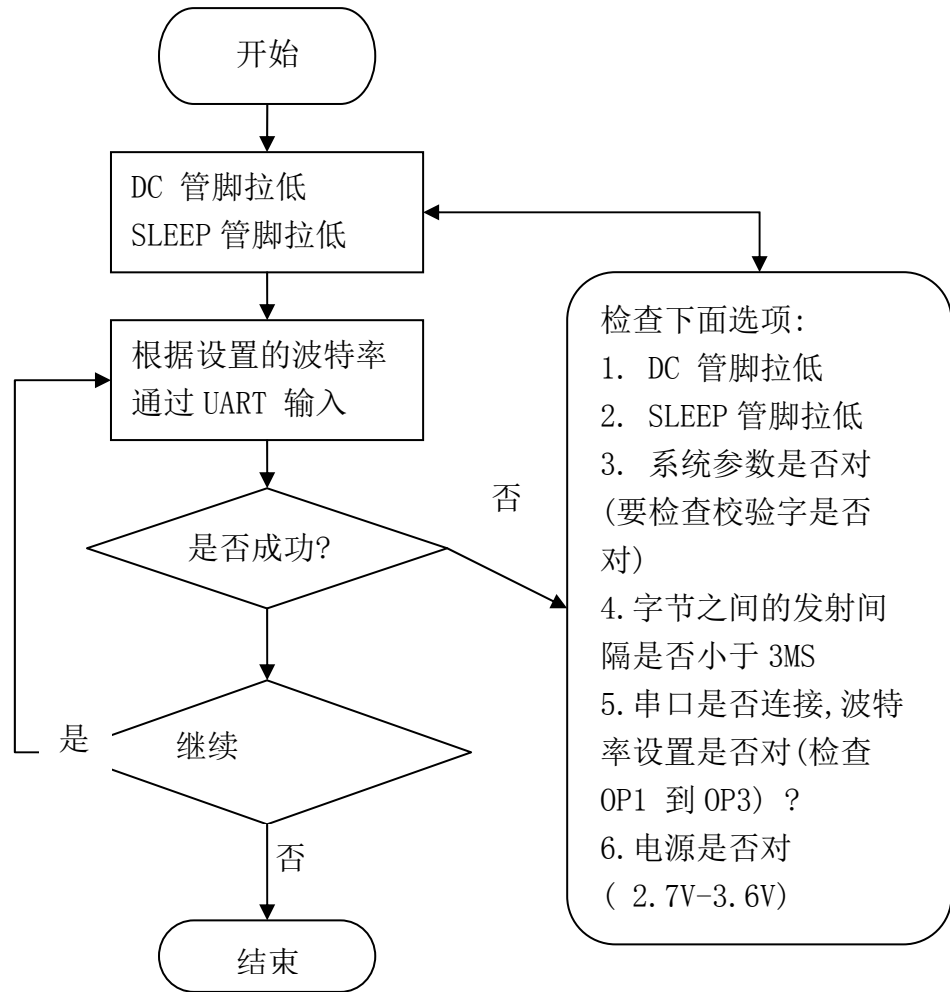 开始
DC 管脚拉低
SLEEP 管脚拉低
根据设置的波特率
通过 UART 输入
是否成功?
否
继续
是
否
结束
检查下面选项:
1. DC 管脚拉低
2. SLEEP 管脚拉低
3. 系统参数是否对
(要检查校验字是否
对)
4.字节之间的发射间
隔是否小于 3MS
5.串口是否连接,波特
率设置是否对(检查
OP1 到 OP3) ?
6.电源是否对
( 2.7V-3.6V)